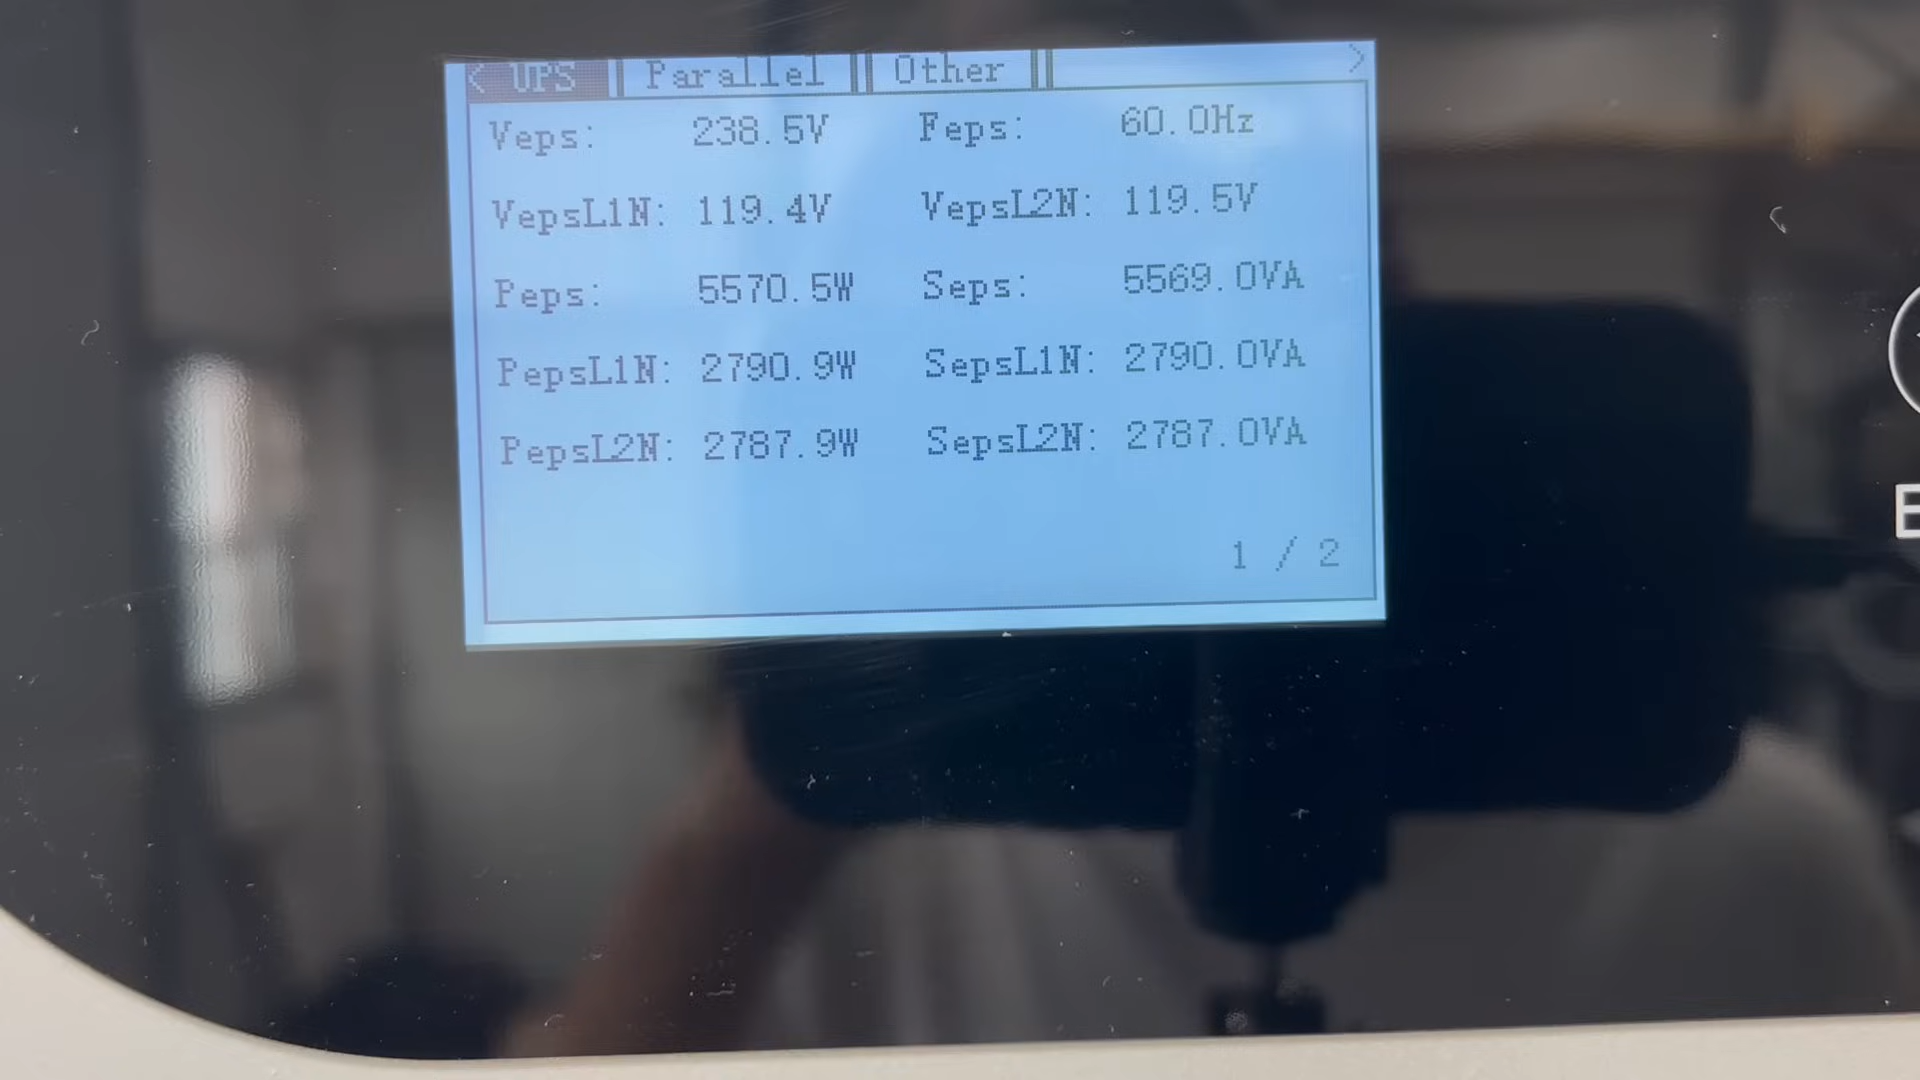 < UPS Parallel Other >
Veps: 238.5V Feps: 60.0Hz
VepsL1N: 119.4V VepsL2N: 119.5V
Peps: 5570.5W Seps: 5569.0VA
PepsL1N: 2790.9W SepsL1N: 2790.0VA
PepsL2N: 2787.9W SepsL2N: 2787.0VA
1 / 2